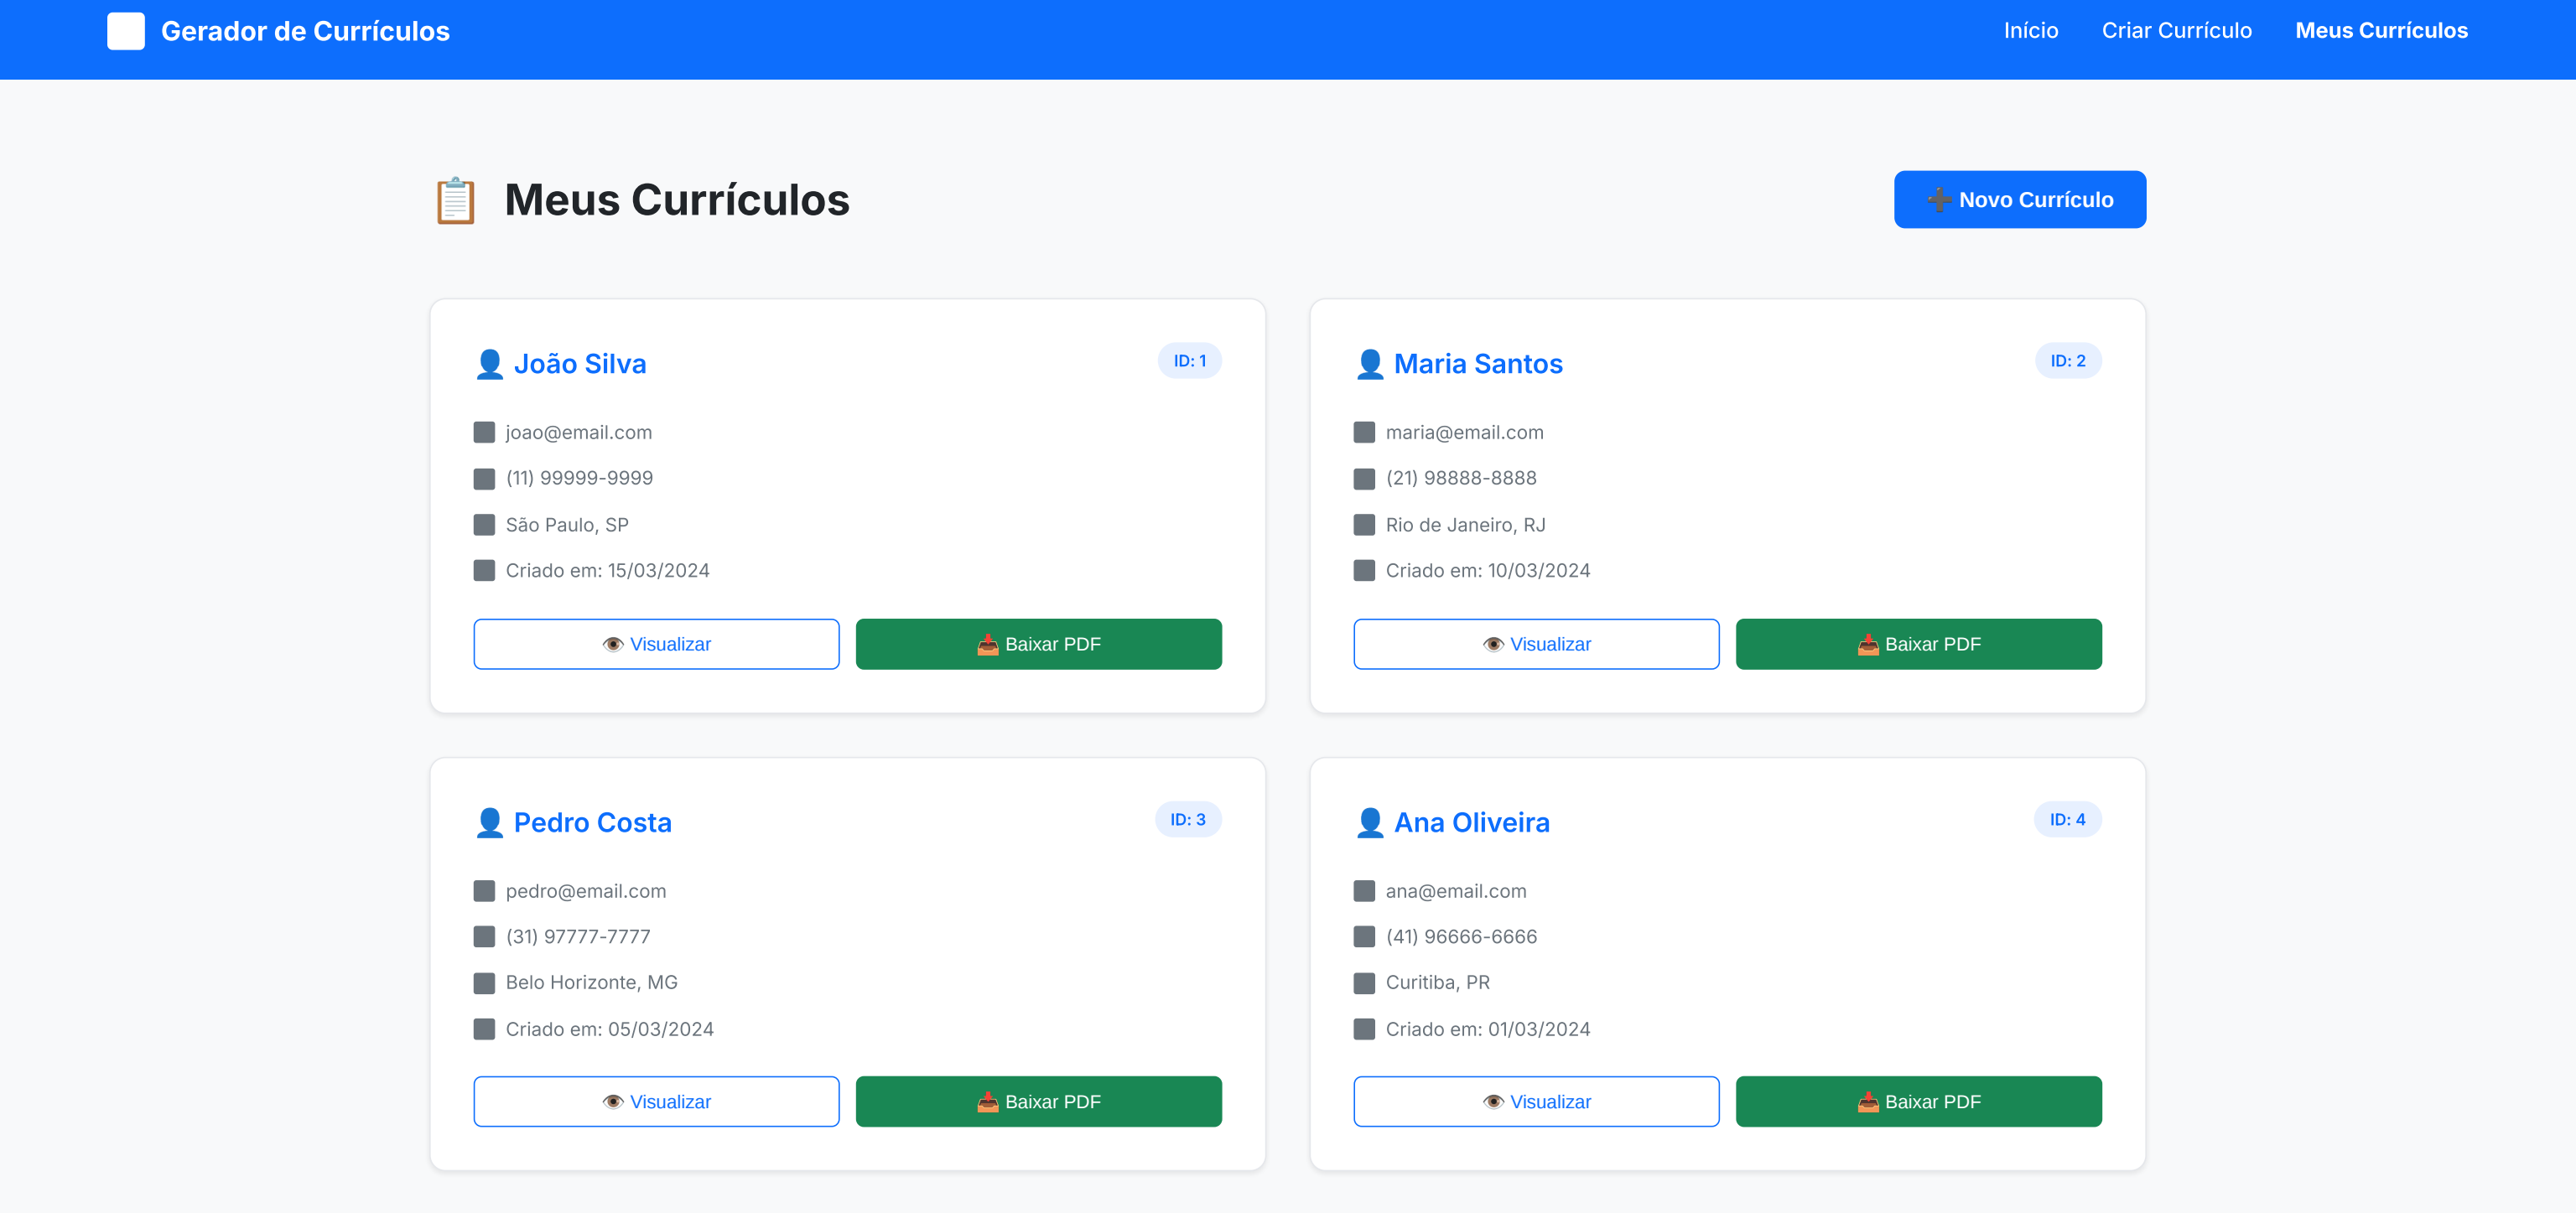 Gerador de Currículos
Início
Criar Currículo
Meus Currículos
📋 Meus Currículos
➕ Novo Currículo
👤 João Silva
ID: 1
joao@email.com
(11) 99999-9999
São Paulo, SP
Criado em: 15/03/2024
👁️ Visualizar
📥 Baixar PDF
👤 Maria Santos
ID: 2
maria@email.com
(21) 98888-8888
Rio de Janeiro, RJ
Criado em: 10/03/2024
👁️ Visualizar
📥 Baixar PDF
👤 Pedro Costa
ID: 3
pedro@email.com
(31) 97777-7777
Belo Horizonte, MG
Criado em: 05/03/2024
👁️ Visualizar
📥 Baixar PDF
👤 Ana Oliveira
ID: 4
ana@email.com
(41) 96666-6666
Curitiba, PR
Criado em: 01/03/2024
👁️ Visualizar
📥 Baixar PDF